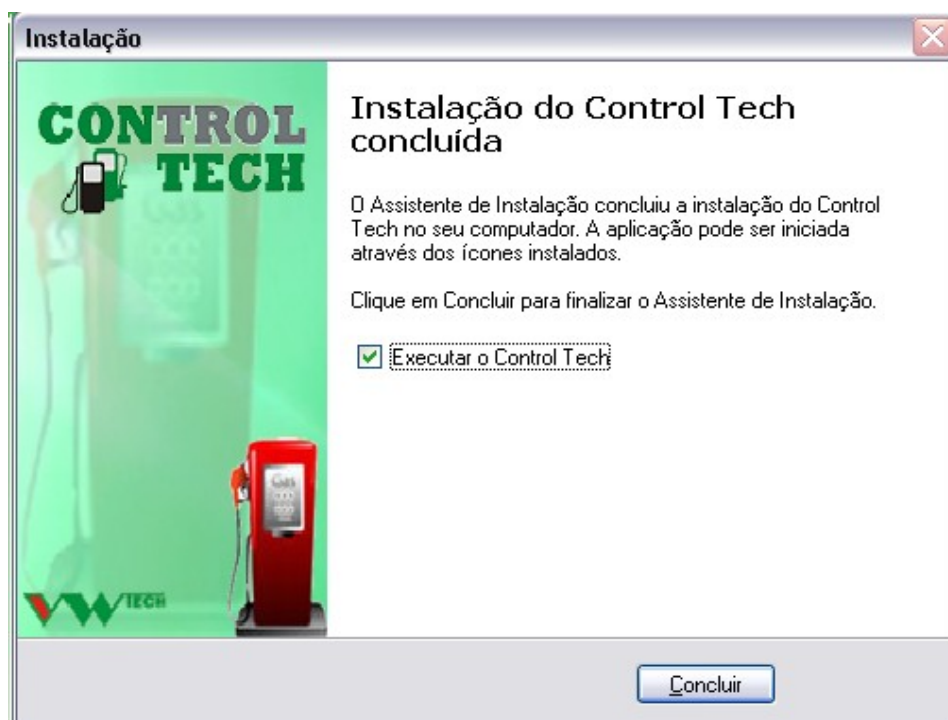 Instalação
CONTROL
TECH
Gas
VW TECH
Instalação do Control Tech
concluída
O Assistente de Instalação concluiu a instalação do Control
Tech no seu computador. A aplicação pode ser iniciada
através dos ícones instalados.
Clique em Concluir para finalizar o Assistente de Instalação.
Executar o Control Tech
Concluir